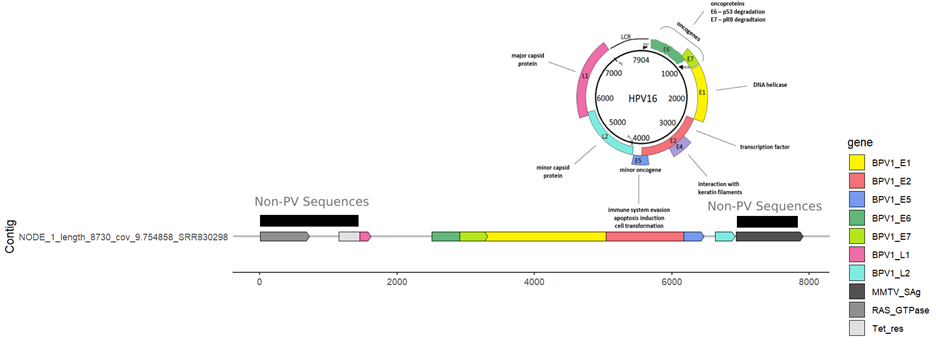 oncoproteins
E6 – p53 degradation
E7 – pRB degradtaion
oncogenes
LCR
major capsid
protein
E6
E7
7904
1000
7000
L1
E1
DNA helicase
6000
HPV16
2000
5000
3000
4000
L2
E2
E4
transcription factor
E5
minor capsid
protein
minor oncogene
interaction with
keratin filaments
immune system evasion
apoptosis induction
cell transformation
Non-PV Sequences
Non-PV Sequences
Contig
NODE_1_length_8730_cov_9.754858_SRR830298
0
2000
4000
6000
8000
gene
BPV1_E1
BPV1_E2
BPV1_E5
BPV1_E6
BPV1_E7
BPV1_L1
BPV1_L2
MMTV_SAg
RAS_GTPase
Tet_res